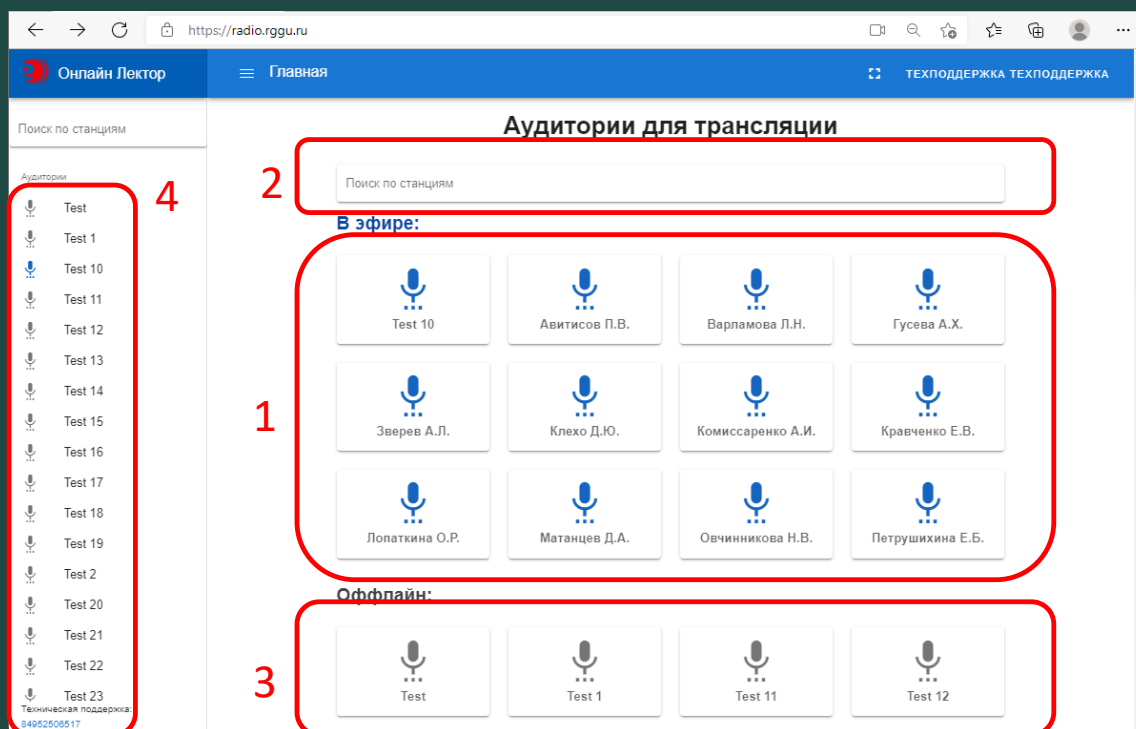 https://radio.rggu.ru
Онлайн Лектор
Главная
ТЕХПОДДЕРЖКА ТЕХПОДДЕРЖКА
Поиск по станциям
Аудитории
4
Test
Test 1
Test 10
Test 11
Test 12
Test 13
Test 14
Test 15
Test 16
Test 17
Test 18
Test 19
Test 2
Test 20
Test 21
Test 22
Test 23
Техническая поддержка:
84952506517
Аудитории для трансляции
2
Поиск по станциям
В эфире:
1
Test 10 Авитисов П.В. Варламова Л.Н. Гусева А.Х.
Зверев А.Л. Клехо Д.Ю. Комиссаренко А.И. Кравченко Е.В.
Лопаткина О.Р. Матанцев Д.А. Овчинникова Н.В. Петрушихина Е.Б.
Оффлайн:
3
Test Test 1 Test 11 Test 12